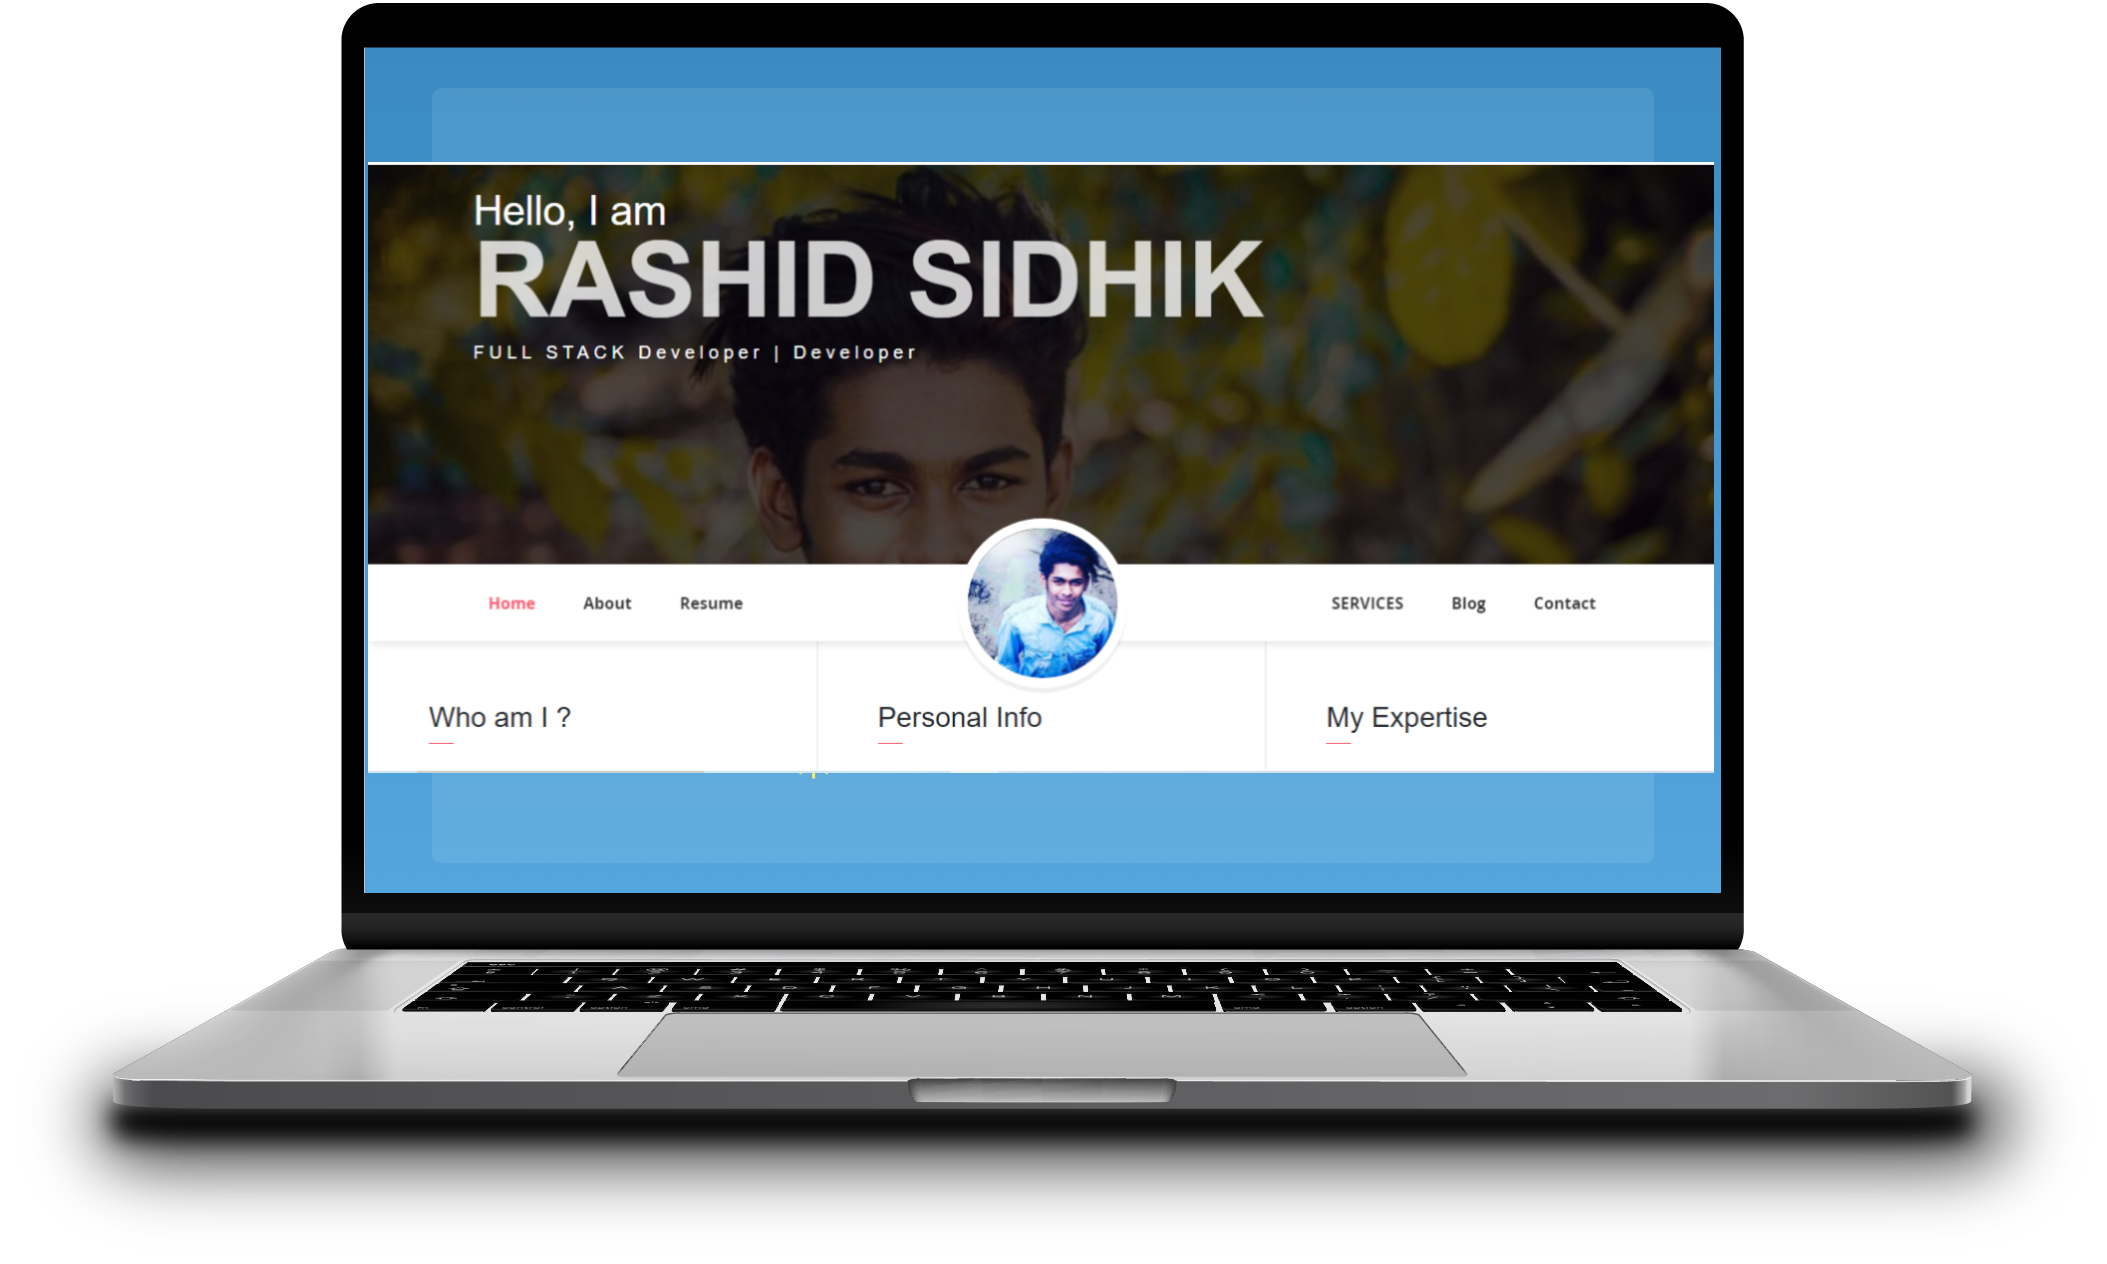 Hello, I am
RASHID SIDHIK
FULL STACK Developer | Developer
Home About Resume SERVICES Blog Contact
Who am I ? Personal Info My Expertise